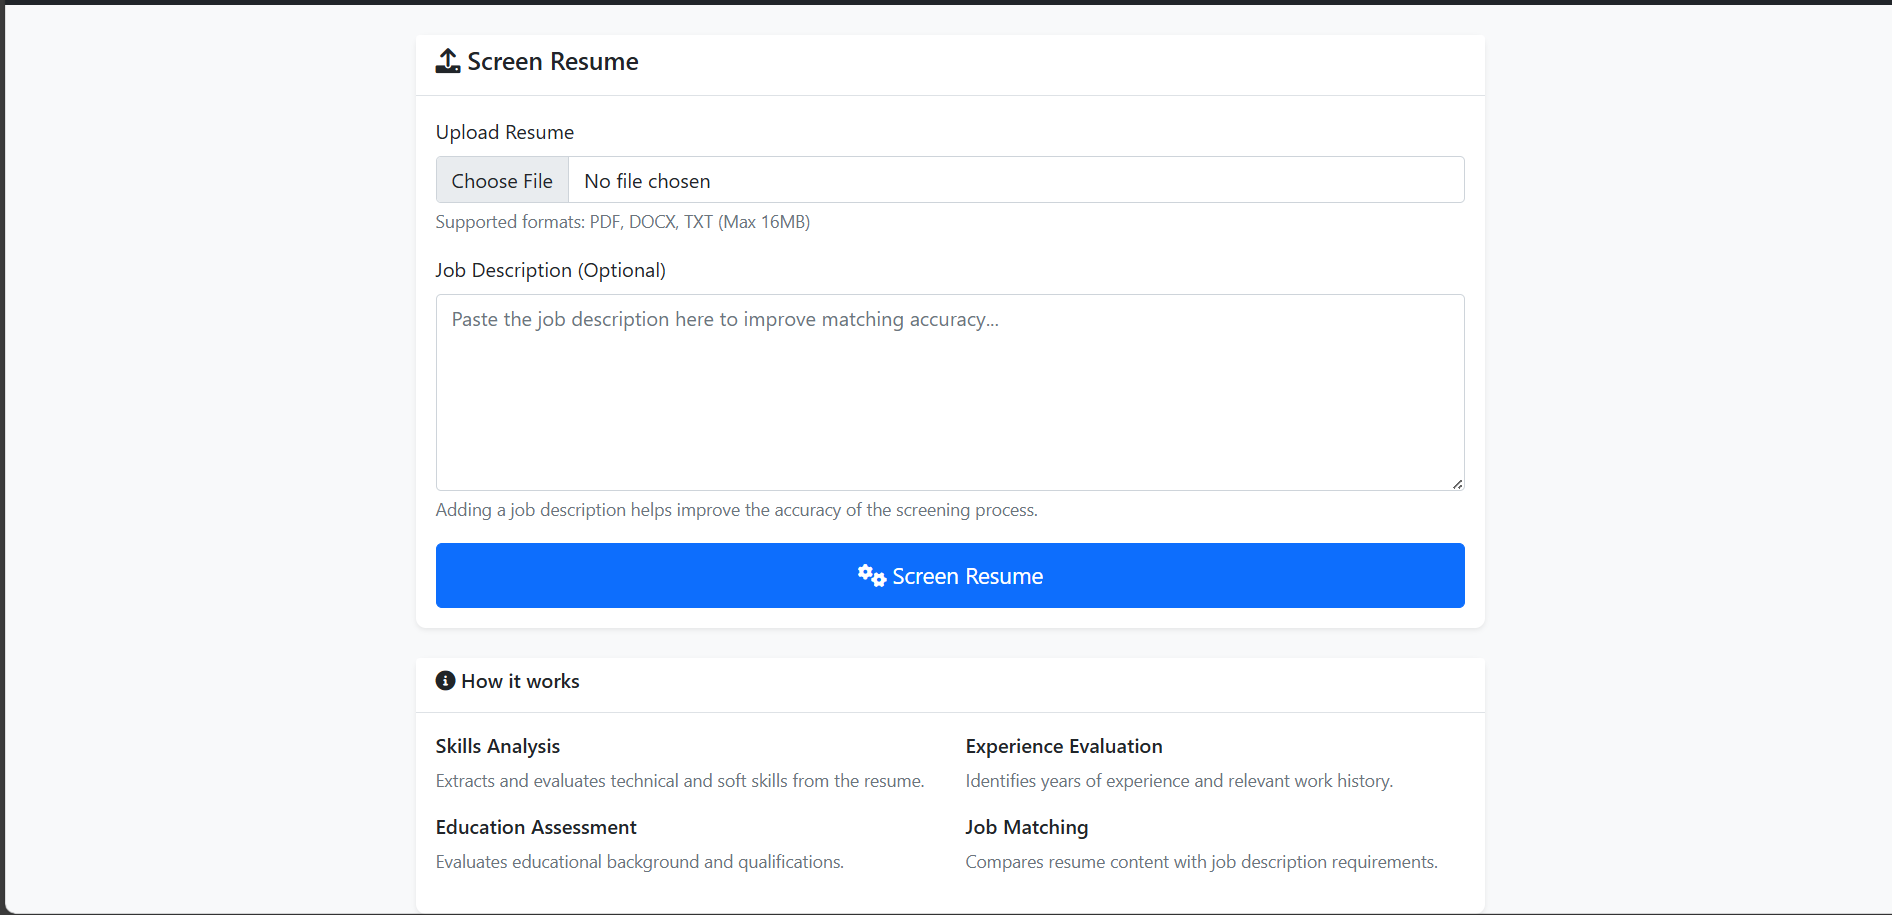 Screen Resume
Upload Resume
Choose File No file chosen
Supported formats: PDF, DOCX, TXT (Max 16MB)
Job Description (Optional)
Paste the job description here to improve matching accuracy...
Adding a job description helps improve the accuracy of the screening process.
Screen Resume
How it works
Skills Analysis
Extracts and evaluates technical and soft skills from the resume.
Experience Evaluation
Identifies years of experience and relevant work history.
Education Assessment
Evaluates educational background and qualifications.
Job Matching
Compares resume content with job description requirements.